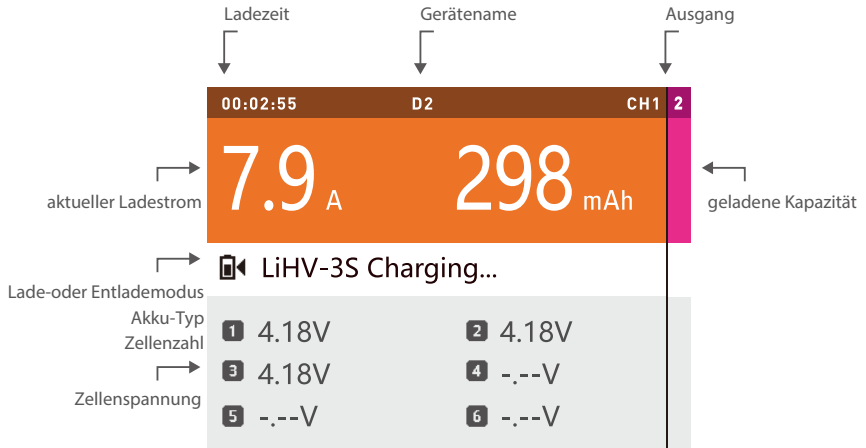 Ladezeit Gerätename Ausgang
00:02:55 D2 CH1 2
7.9 A 298 mAh
aktueller Ladestrom geladene Kapazität
LiHV-3S Charging...
Lade-oder Entlademodus
Akku-Typ
Zellenzahl
1 4.18V 2 4.18V
3 4.18V 4 -.--V
Zellenspannung
5 -.--V 6 -.--V